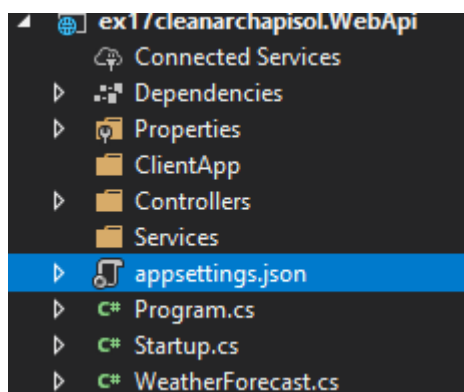 ex17cleanarchapisol.WebApi
Connected Services
Dependencies
Properties
ClientApp
Controllers
Services
appsettings.json
C# Program.cs
C# Startup.cs
C# WeatherForecast.cs